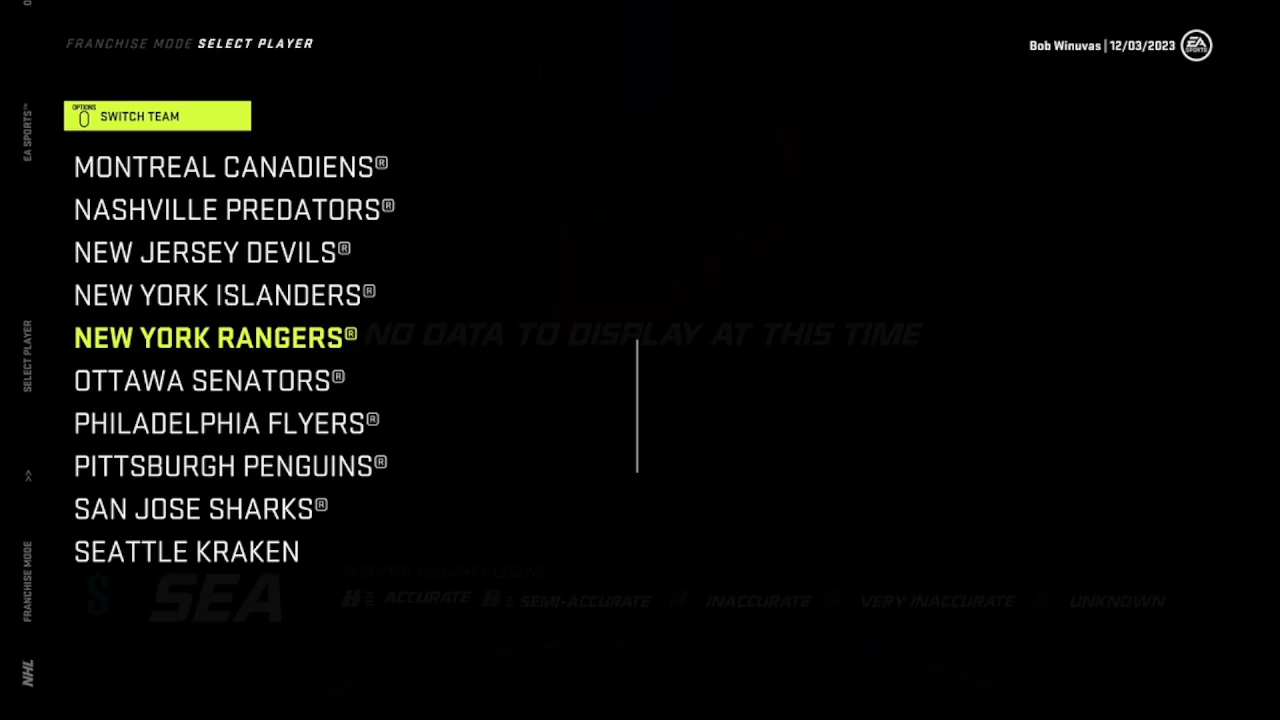 FRANCHISE MODE SELECT PLAYER
Bob Winuvas | 12/03/2023
EA SPORTS
OPTIONS
SWITCH TEAM
MONTREAL CANADIENS®
NASHVILLE PREDATORS®
NEW JERSEY DEVILS®
NEW YORK ISLANDERS®
NEW YORK RANGERS®
NO DATA TO DISPLAY AT THIS TIME
OTTAWA SENATORS®
PHILADELPHIA FLYERS®
PITTSBURGH PENGUINS®
SAN JOSE SHARKS®
SEATTLE KRAKEN
SEA
ACCURATE
SEMI-ACCURATE
INACCURATE
VERY INACCURATE
UNKNOWN
NHL
FRANCHISE MODE
>>
SELECT PLAYER
EA SPORTS™